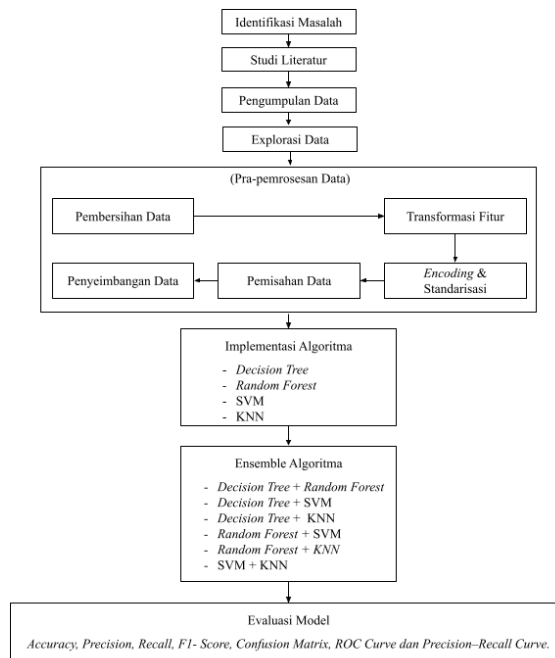 Identifikasi Masalah
Studi Literatur
Pengumpulan Data
Explorasi Data
(Pra-pemrosesan Data)
Pembersihan Data
Transformasi Fitur
Encoding &
Standarisasi
Pemisahan Data
Penyeimbangan Data
Implementasi Algoritma
- Decision Tree
- Random Forest
- SVM
- KNN
Ensemble Algoritma
- Decision Tree + Random Forest
- Decision Tree + SVM
- Decision Tree + KNN
- Random Forest + SVM
- Random Forest + KNN
- SVM + KNN
Evaluasi Model
Accuracy, Precision, Recall, F1- Score, Confusion Matrix, ROC Curve dan Precision–Recall Curve.